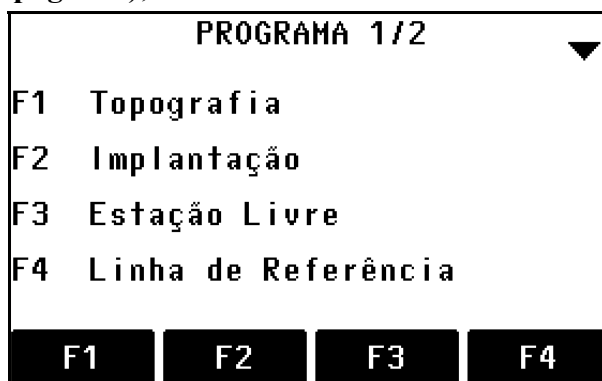 PROGRAMA 1/2
F1 Topografia
F2 Implantação
F3 Estação Livre
F4 Linha de Referência
F1 F2 F3 F4